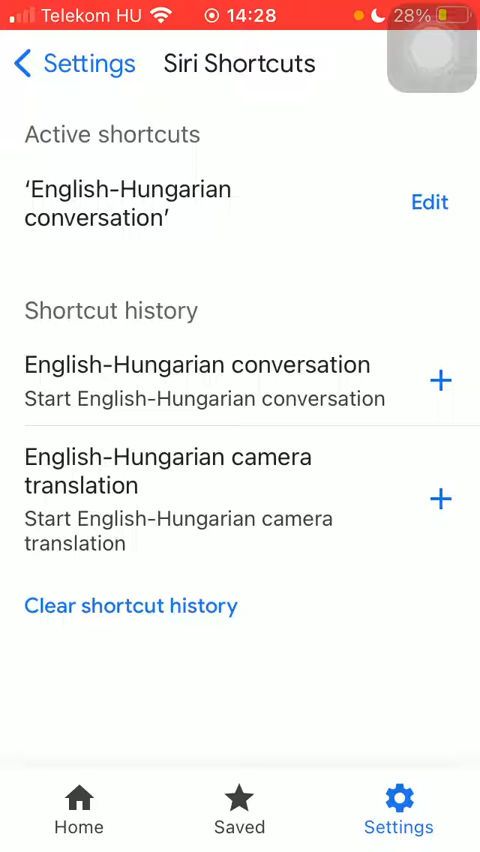 Telekom HU 14:28 28%
Settings Siri Shortcuts
Active shortcuts
‘English-Hungarian
conversation’
Edit
Shortcut history
English-Hungarian conversation
Start English-Hungarian conversation
English-Hungarian camera
translation
Start English-Hungarian camera
translation
Clear shortcut history
Home Saved Settings